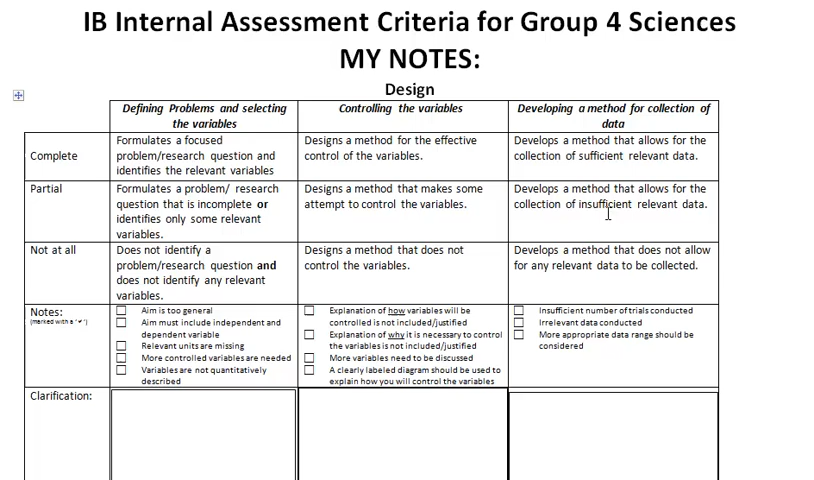 IB Internal Assessment Criteria for Group 4 Sciences
MY NOTES:
Design
Defining Problems and selecting
the variables
Controlling the variables
Developing a method for collection of
data
Complete
Formulates a focused
problem/research question and
identifies the relevant variables
Designs a method for the effective
control of the variables.
Develops a method that allows for the
collection of sufficient relevant data.
Partial
Formulates a problem/ research
question that is incomplete or
identifies only some relevant
variables.
Designs a method that makes some
attempt to control the variables.
Develops a method that allows for the
collection of insufficient relevant data.
Not at all
Does not identify a
problem/research question and
does not identify any relevant
variables.
Designs a method that does not
control the variables.
Develops a method that does not allow
for any relevant data to be collected.
Notes:
(marked with a "✔")
Aim is too general
Aim must include independent and
dependent variable
Relevant units are missing
More controlled variables are needed
Variables are not quantitatively
described
Explanation of how variables will be
controlled is not included/justified
Explanation of why it is necessary to control
the variables is not included/justified
More variables need to be discussed
A clearly labeled diagram should be used to
explain how you will control the variables
Insufficient number of trials conducted
Irrelevant data conducted
More appropriate data range should be
considered
Clarification: